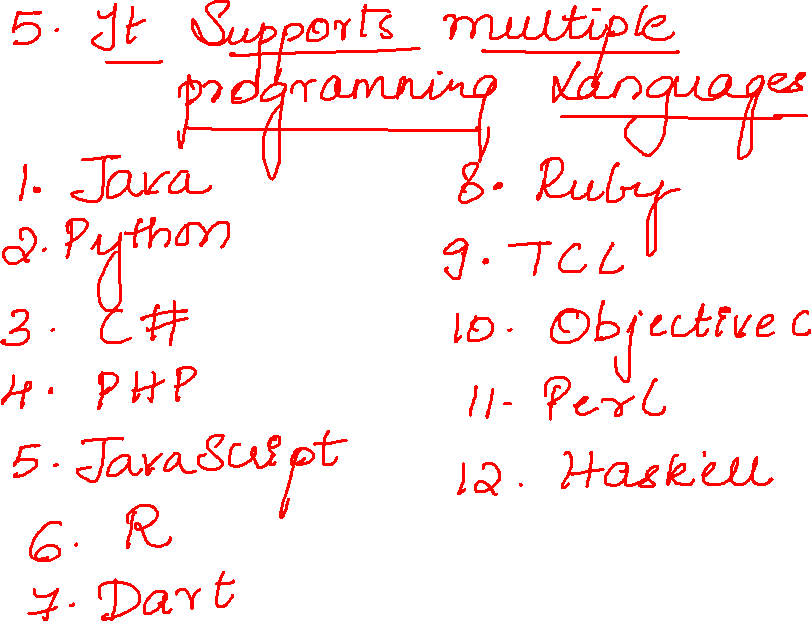 5. It Supports multiple
programming Languages
1. Java
2. Python
3. C#
4. PHP
5. JavaScript
6. R
7. Dart
8. Ruby
9. TCL
10. Objective C
11. Perl
12. Haskell